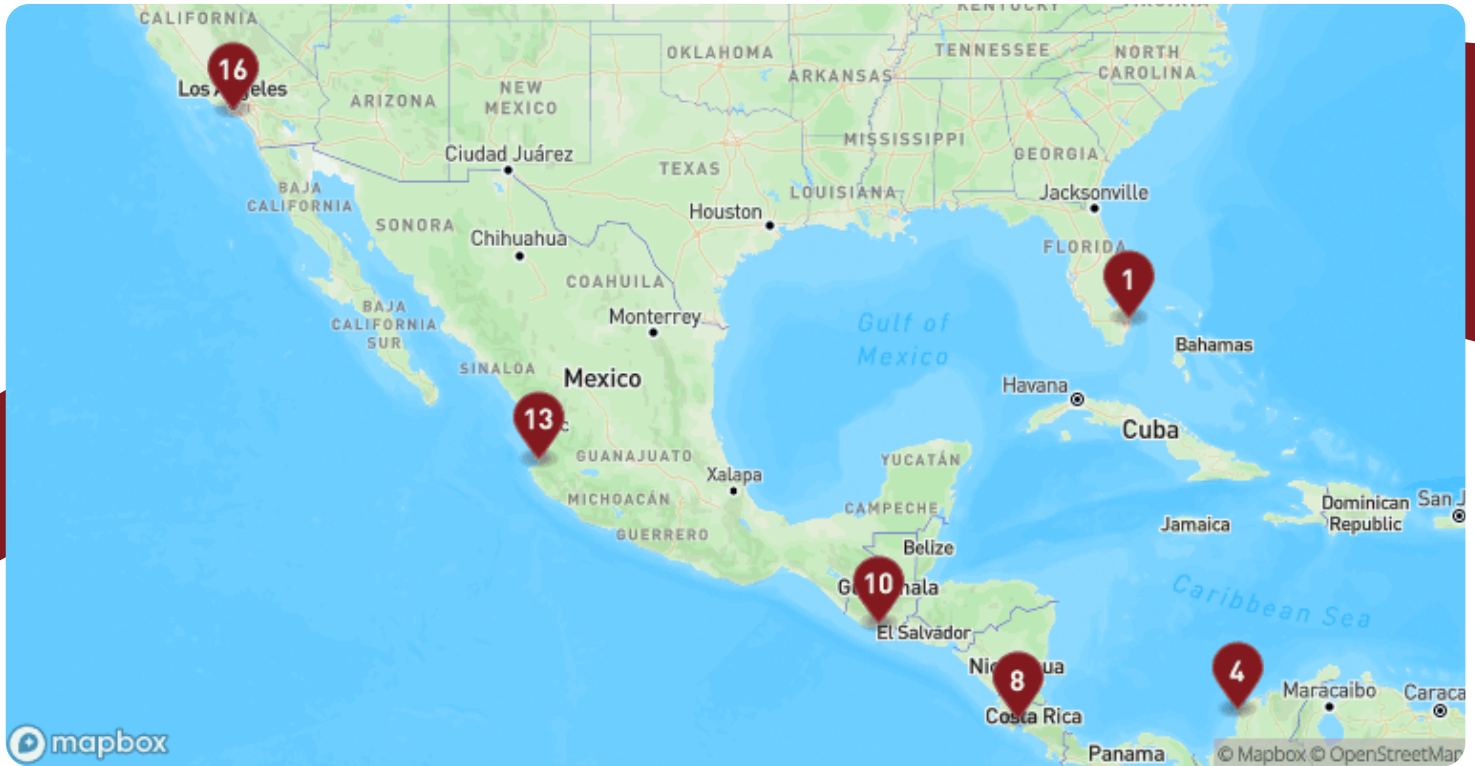 CALIFORNIA
KENTUCKY
OKLAHOMA
TENNESSEE
NORTH
CAROLINA
ARKANSAS
16
Los
ARIZONA
NEW
MEXICO
MISSISSIPPI
GEORGIA
Ciudad Juárez
TEXAS
LOUISIANA
BAJA
CALIFORNIA
Jacksonville
SONORA
Houston
Chihuahua
FLORIDA
COAHUILA
1
BAJA
CALIFORNIA
SUR
Monterrey
Gulf of
Mexico
Bahamas
SINALOA
Mexico
Havana
13
Cuba
GUANAJUATO
YUCATÁN
Xalapa
MICHOACÁN
CAMPECHE
Dominican
Republic
San J
Jamaica
GUERRERO
Belize
10
Caribbean Sea
El Salvador
8
4
Maracaibo
Caraca
Costa Rica
Panama
mapbox
© Mapbox © OpenStreetMap